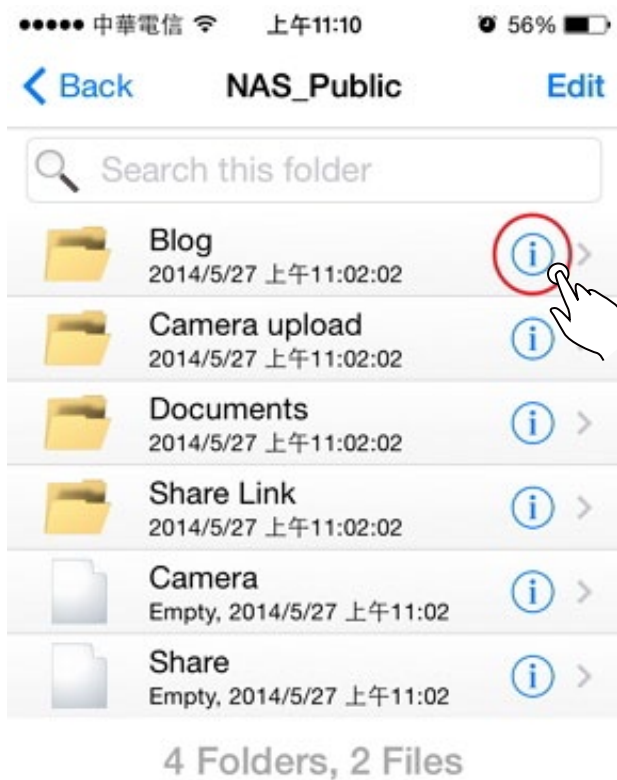 中華電信 上午11:10 56%
Back NAS_Public Edit
Search this folder
Blog
2014/5/27 上午11:02:02
Camera upload
2014/5/27 上午11:02:02
Documents
2014/5/27 上午11:02:02
Share Link
2014/5/27 上午11:02:02
Camera
Empty, 2014/5/27 上午11:02
Share
Empty, 2014/5/27 上午11:02
4 Folders, 2 Files